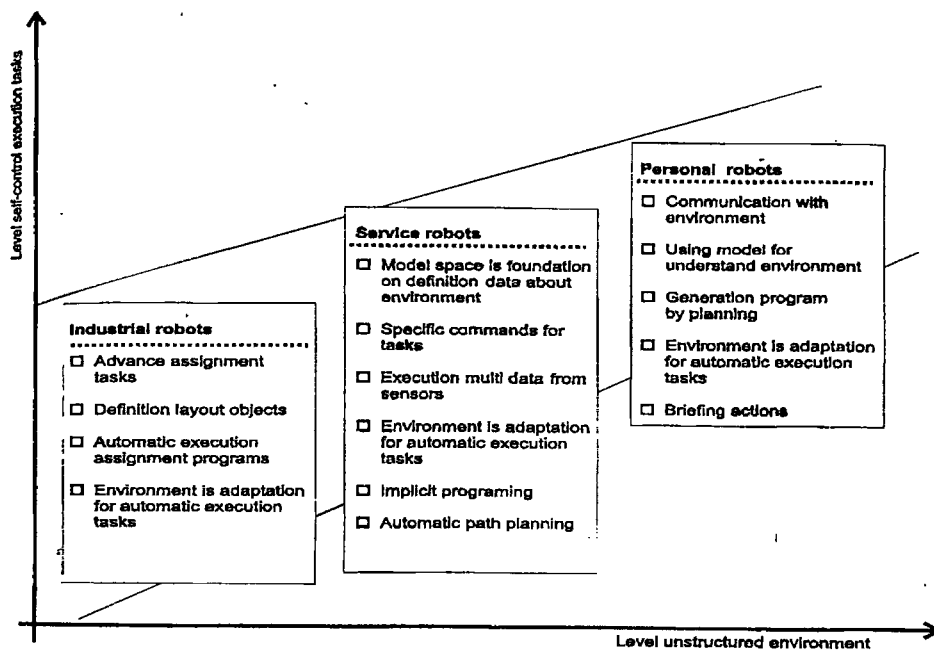 Level self-control execution tasks
Industrial robots
Advance assignment
tasks
Definition layout objects
Automatic execution
assignment programs
Environment is adaptation
for automatic execution
tasks
Service robots
Model space is foundation
on definition data about
environment
Specific commands for
tasks
Execution multi data from
sensors
Environment is adaptation
for automatic execution
tasks
Implicit programing
Automatic path planning
Personal robots
Communication with
environment
Using model for
understand environment
Generation program
by planning
Environment is adaptation
for automatic execution
tasks
Briefing actions
Level unstructured environment